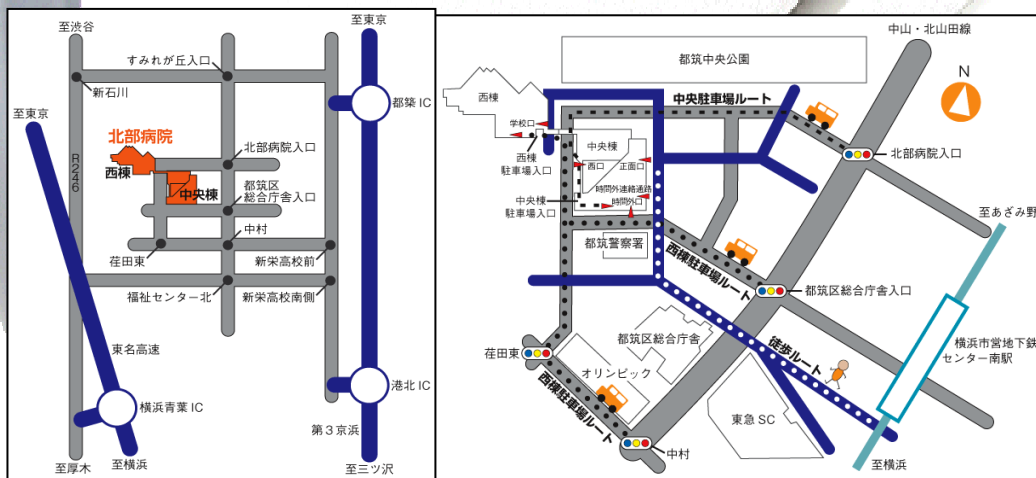 至渋谷
至東京
すみれが丘入口
新石川
都築 IC
至東京
北部病院
R246
西棟
北部病院入口
中央棟
都筑区
総合庁舎入口
中村
荏田東
新栄高校前
福祉センター北
新栄高校南側
東名高速
港北 IC
横浜青葉 IC
第3京浜
至厚木
至横浜
至三ツ沢
中山・北山田線
都筑中央公園
N
西棟
中央駐車場ルート
学校口
中央棟
西棟
駐車場入口
西口
正面口
北部病院入口
時間外連絡通路
時間外口
中央棟
駐車場入口
至あざみ野
都筑警察署
西棟駐車場ルート
都筑区総合庁舎入口
都筑区総合庁舎
徒歩ルート
横浜市営地下鉄
センター南駅
荏田東
オリンピック
西棟駐車場ルート
東急 SC
中村
至横浜